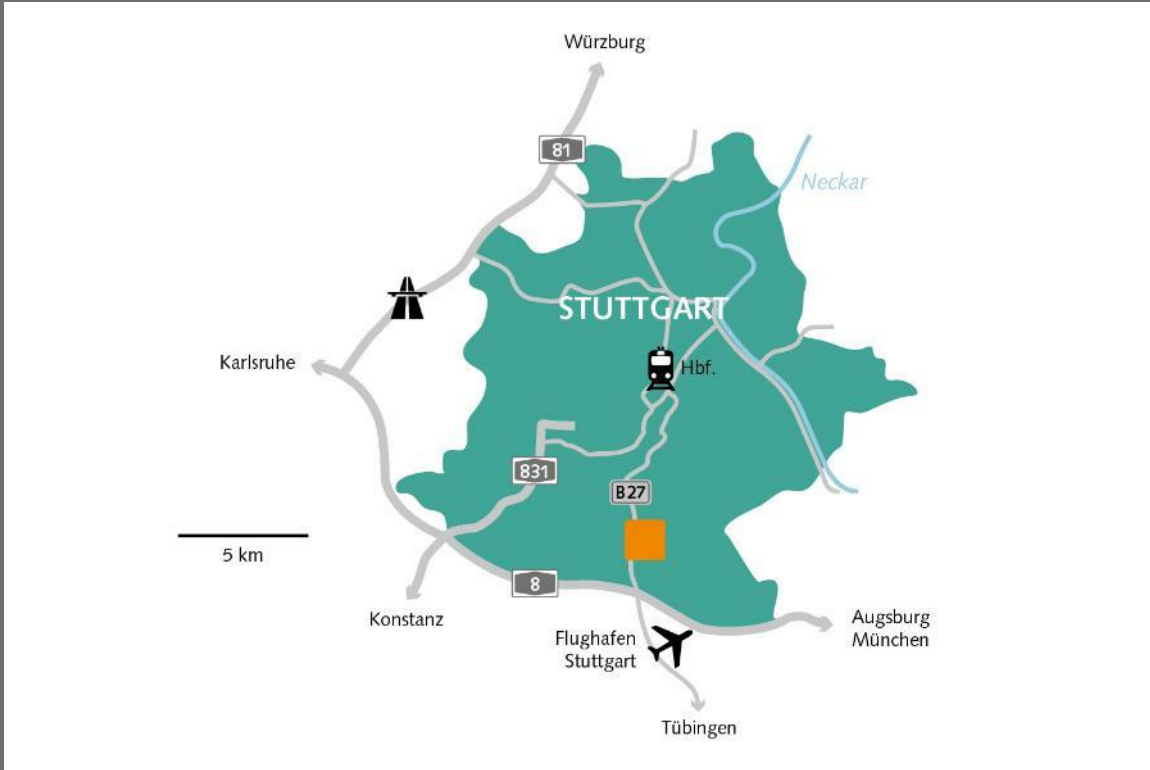 Würzburg
81
Neckar
STUTTGART
Karlsruhe
Hbf.
831
B27
5 km
8
Konstanz
Augsburg
München
Flughafen
Stuttgart
Tübingen